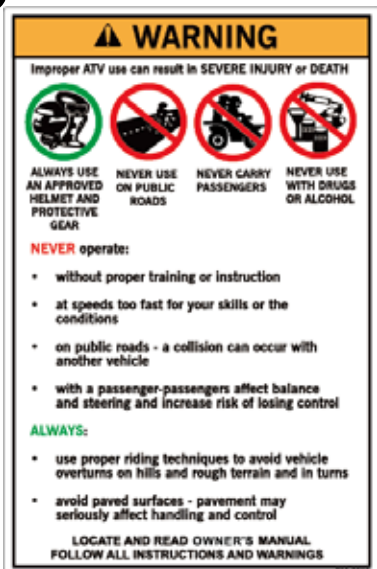 WARNING
Improper ATV use can result in SEVERE INJURY or DEATH
ALWAYS USE
AN APPROVED
HELMET AND
PROTECTIVE
GEAR
NEVER USE
ON PUBLIC
ROADS
NEVER CARRY
PASSENGERS
NEVER USE
WITH DRUGS
OR ALCOHOL
NEVER operate:
• without proper training or instruction
• at speeds too fast for your skills or the
conditions
• on public roads - a collision can occur with
another vehicle
• with a passenger-passengers affect balance
and steering and increase risk of losing control
ALWAYS:
• use proper riding techniques to avoid vehicle
overturns on hills and rough terrain and in turns
• avoid paved surfaces - pavement may
seriously affect handling and control
LOCATE AND READ OWNER'S MANUAL
FOLLOW ALL INSTRUCTIONS AND WARNINGS